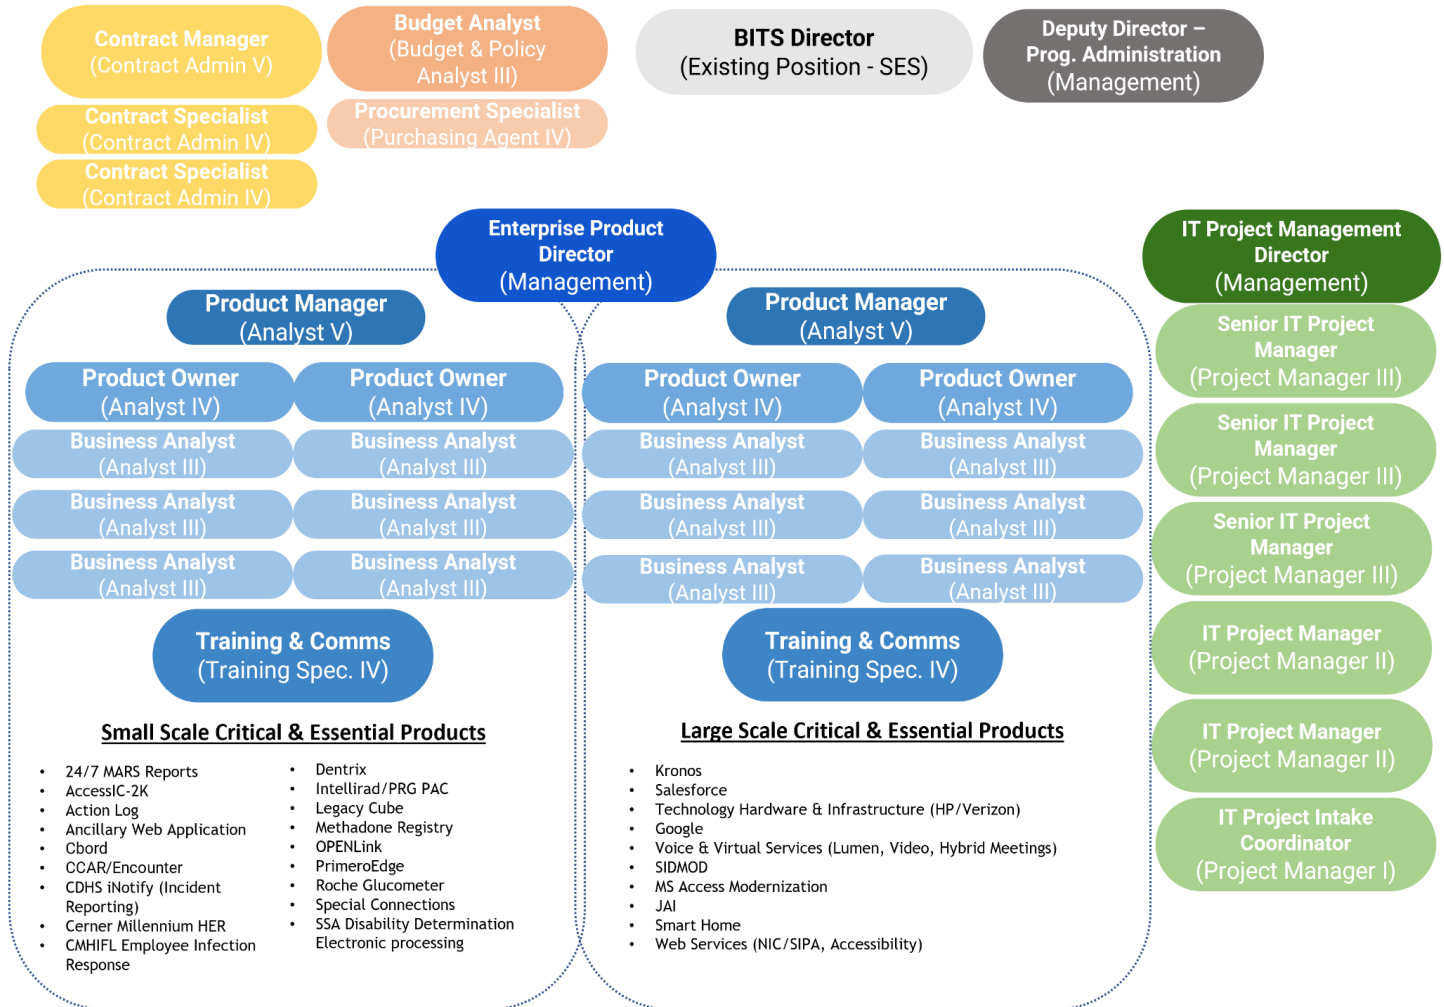 Contract Manager
(Contract Admin V)
Contract Specialist
(Contract Admin IV)
Contract Specialist
(Contract Admin IV)
Budget Analyst
(Budget & Policy
Analyst III)
Procurement Specialist
(Purchasing Agent IV)
BITS Director
(Existing Position - SES)
Deputy Director –
Prog. Administration
(Management)
Enterprise Product
Director
(Management)
Product Manager
(Analyst V)
Product Owner
(Analyst IV)
Product Owner
(Analyst IV)
Business Analyst
(Analyst III)
Business Analyst
(Analyst III)
Business Analyst
(Analyst III)
Business Analyst
(Analyst III)
Business Analyst
(Analyst III)
Business Analyst
(Analyst III)
Training & Comms
(Training Spec. IV)
Small Scale Critical & Essential Products
• 24/7 MARS Reports
• AccessIC-2K
• Action Log
• Ancillary Web Application
• Cbord
• CCAR/Encounter
• CDHS iNotify (Incident
Reporting)
• Cerner Millennium HER
• CMHIFL Employee Infection
Response
• Dentrix
• Intellirad/PRG PAC
• Legacy Cube
• Methadone Registry
• OPENLink
• PrimeroEdge
• Roche Glucometer
• Special Connections
• SSA Disability Determination
Electronic processing
Product Manager
(Analyst V)
Product Owner
(Analyst IV)
Product Owner
(Analyst IV)
Business Analyst
(Analyst III)
Business Analyst
(Analyst III)
Business Analyst
(Analyst III)
Business Analyst
(Analyst III)
Business Analyst
(Analyst III)
Business Analyst
(Analyst III)
Training & Comms
(Training Spec. IV)
Large Scale Critical & Essential Products
• Kronos
• Salesforce
• Technology Hardware & Infrastructure (HP/Verizon)
• Google
• Voice & Virtual Services (Lumen, Video, Hybrid Meetings)
• SIDMOD
• MS Access Modernization
• JAI
• Smart Home
• Web Services (NIC/SIPA, Accessibility)
IT Project Management
Director
(Management)
Senior IT Project
Manager
(Project Manager III)
Senior IT Project
Manager
(Project Manager III)
Senior IT Project
Manager
(Project Manager III)
IT Project Manager
(Project Manager II)
IT Project Manager
(Project Manager II)
IT Project Intake
Coordinator
(Project Manager I)